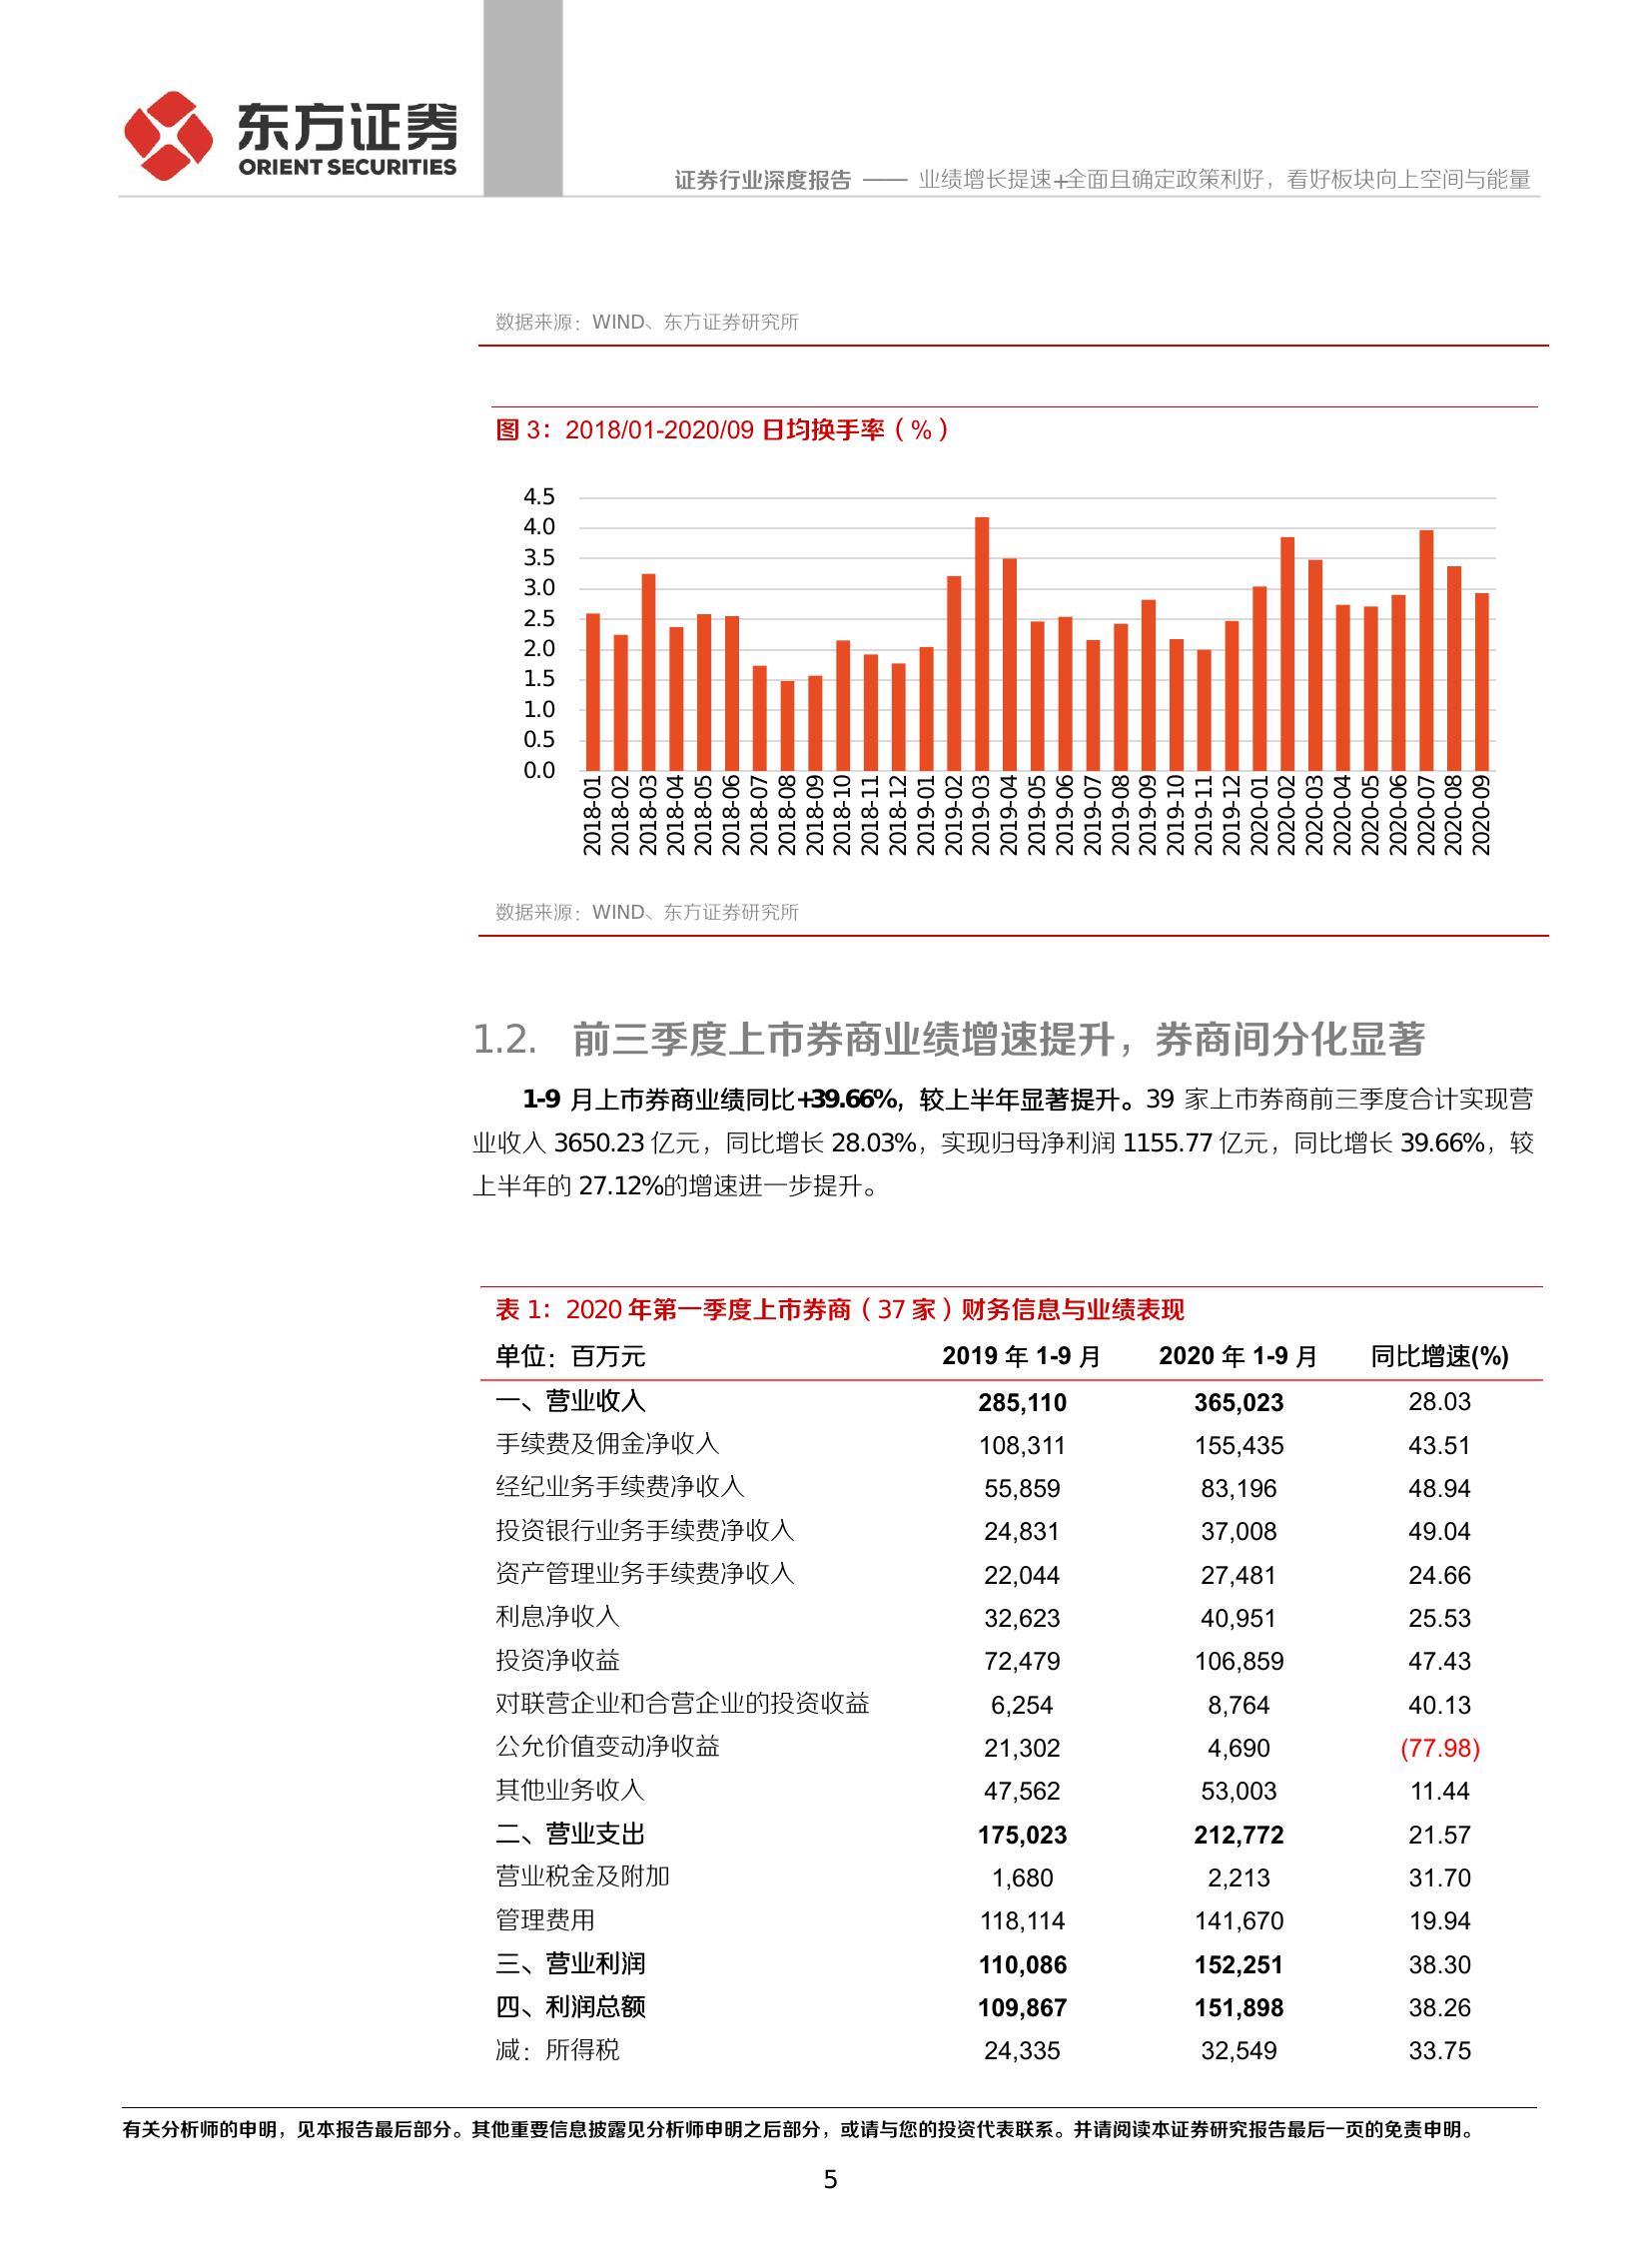 东方证券
ORIENT SECURITIES
证券行业深度报告 —— 业绩增长提速+全面且确定政策利好，看好板块向上空间与能量
数据来源：WIND、东方证券研究所
图 3：2018/01-2020/09 日均换手率（%）
4.5
4.0
3.5
3.0
2.5
2.0
1.5
1.0
0.5
0.0
2018-01 2018-02 2018-03 2018-04 2018-05 2018-06 2018-07 2018-08 2018-09 2018-10 2018-11 2018-12 2019-01 2019-02 2019-03 2019-04 2019-05 2019-06 2019-07 2019-08 2019-09 2019-10 2019-11 2019-12 2020-01 2020-02 2020-03 2020-04 2020-05 2020-06 2020-07 2020-08 2020-09
数据来源：WIND、东方证券研究所
1.2. 前三季度上市券商业绩增速提升，券商间分化显著
1-9 月上市券商业绩同比+39.66%，较上半年显著提升。39 家上市券商前三季度合计实现营
业收入 3650.23 亿元，同比增长 28.03%，实现归母净利润 1155.77 亿元，同比增长 39.66%，较
上半年的 27.12%的增速进一步提升。
表 1：2020 年第一季度上市券商（37 家）财务信息与业绩表现
单位：百万元 2019 年 1-9 月 2020 年 1-9 月 同比增速(%)
一、营业收入 285,110 365,023 28.03
手续费及佣金净收入 108,311 155,435 43.51
经纪业务手续费净收入 55,859 83,196 48.94
投资银行业务手续费净收入 24,831 37,008 49.04
资产管理业务手续费净收入 22,044 27,481 24.66
利息净收入 32,623 40,951 25.53
投资净收益 72,479 106,859 47.43
对联营企业和合营企业的投资收益 6,254 8,764 40.13
公允价值变动净收益 21,302 4,690 (77.98)
其他业务收入 47,562 53,003 11.44
二、营业支出 175,023 212,772 21.57
营业税金及附加 1,680 2,213 31.70
管理费用 118,114 141,670 19.94
三、营业利润 110,086 152,251 38.30
四、利润总额 109,867 151,898 38.26
减：所得税 24,335 32,549 33.75
有关分析师的申明，见本报告最后部分。其他重要信息披露见分析师申明之后部分，或请与您的投资代表联系。并请阅读本证券研究报告最后一页的免责申明。
5